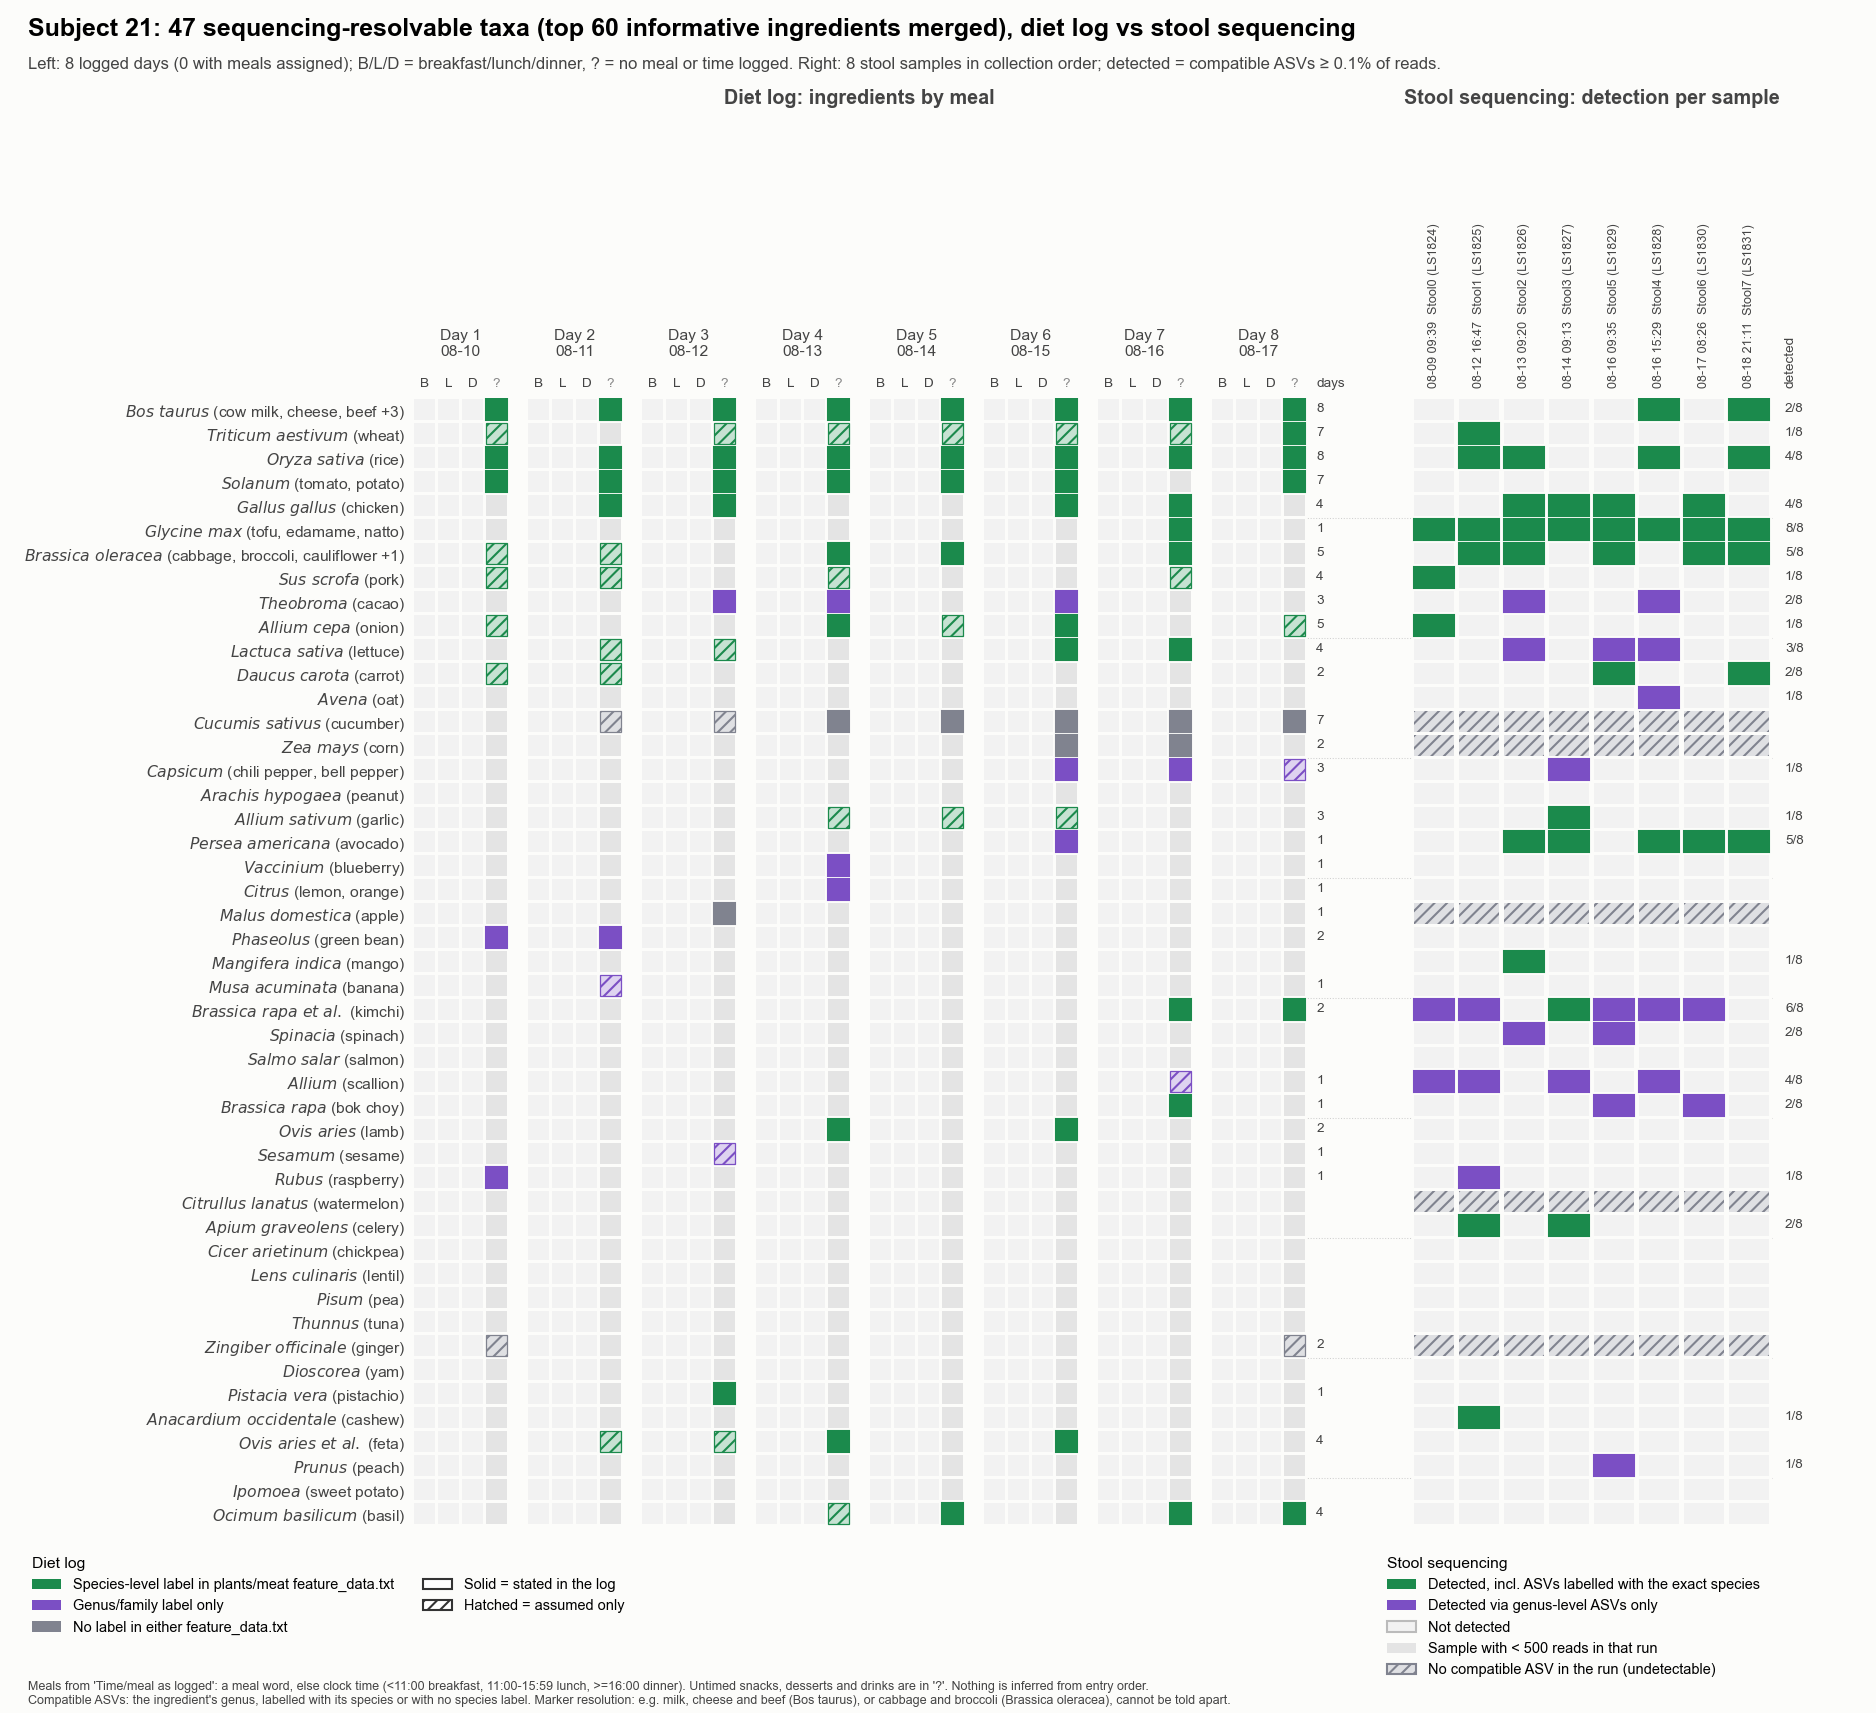 Subject 21: 47 sequencing-resolvable taxa (top 60 informative ingredients merged), diet log vs stool sequencing
Left: 8 logged days (0 with meals assigned); B/L/D = breakfast/lunch/dinner, ? = no meal or time logged. Right: 8 stool samples in collection order; detected = compatible ASVs ≥ 0.1% of reads.
Diet log: ingredients by meal
Stool sequencing: detection per sample
08-09 09:39 Stool0 (LS1824)
08-12 16:47 Stool1 (LS1825)
08-13 09:20 Stool2 (LS1826)
08-14 09:13 Stool3 (LS1827)
08-16 09:35 Stool5 (LS1829)
08-16 15:29 Stool4 (LS1828)
08-17 08:26 Stool6 (LS1830)
08-18 21:11 Stool7 (LS1831)
detected
Day 1 Day 2 Day 3 Day 4 Day 5 Day 6 Day 7 Day 8
08-10 08-11 08-12 08-13 08-14 08-15 08-16 08-17
B L D ? B L D ? B L D ? B L D ? B L D ? B L D ? B L D ? B L D ? days
Bos taurus (cow milk, cheese, beef +3) 8 2/8
Triticum aestivum (wheat) 7 1/8
Oryza sativa (rice) 8 4/8
Solanum (tomato, potato) 7
Gallus gallus (chicken) 4 4/8
Glycine max (tofu, edamame, natto) 1 8/8
Brassica oleracea (cabbage, broccoli, cauliflower +1) 5 5/8
Sus scrofa (pork) 4 1/8
Theobroma (cacao) 3 2/8
Allium cepa (onion) 5 1/8
Lactuca sativa (lettuce) 4 3/8
Daucus carota (carrot) 2 2/8
Avena (oat) 1/8
Cucumis sativus (cucumber) 7
Zea mays (corn) 2
Capsicum (chili pepper, bell pepper) 3 1/8
Arachis hypogaea (peanut)
Allium sativum (garlic) 3 1/8
Persea americana (avocado) 1 5/8
Vaccinium (blueberry) 1
Citrus (lemon, orange) 1
Malus domestica (apple) 1
Phaseolus (green bean) 2
Mangifera indica (mango) 1/8
Musa acuminata (banana) 1
Brassica rapa et al. (kimchi) 2 6/8
Spinacia (spinach) 2/8
Salmo salar (salmon)
Allium (scallion) 1 4/8
Brassica rapa (bok choy) 1 2/8
Ovis aries (lamb) 2
Sesamum (sesame) 1
Rubus (raspberry) 1 1/8
Citrullus lanatus (watermelon)
Apium graveolens (celery) 2/8
Cicer arietinum (chickpea)
Lens culinaris (lentil)
Pisum (pea)
Thunnus (tuna)
Zingiber officinale (ginger) 2
Dioscorea (yam)
Pistacia vera (pistachio) 1
Anacardium occidentale (cashew) 1/8
Ovis aries et al. (feta) 4
Prunus (peach) 1/8
Ipomoea (sweet potato)
Ocimum basilicum (basil) 4
Diet log
Species-level label in plants/meat feature_data.txt
Genus/family label only
No label in either feature_data.txt
Solid = stated in the log
Hatched = assumed only
Stool sequencing
Detected, incl. ASVs labelled with the exact species
Detected via genus-level ASVs only
Not detected
Sample with < 500 reads in that run
No compatible ASV in the run (undetectable)
Meals from 'Time/meal as logged': a meal word, else clock time (<11:00 breakfast, 11:00-15:59 lunch, >=16:00 dinner). Untimed snacks, desserts and drinks are in '?'. Nothing is inferred from entry order.
Compatible ASVs: the ingredient's genus, labelled with its species or with no species label. Marker resolution: e.g. milk, cheese and beef (Bos taurus), or cabbage and broccoli (Brassica oleracea), cannot be told apart.